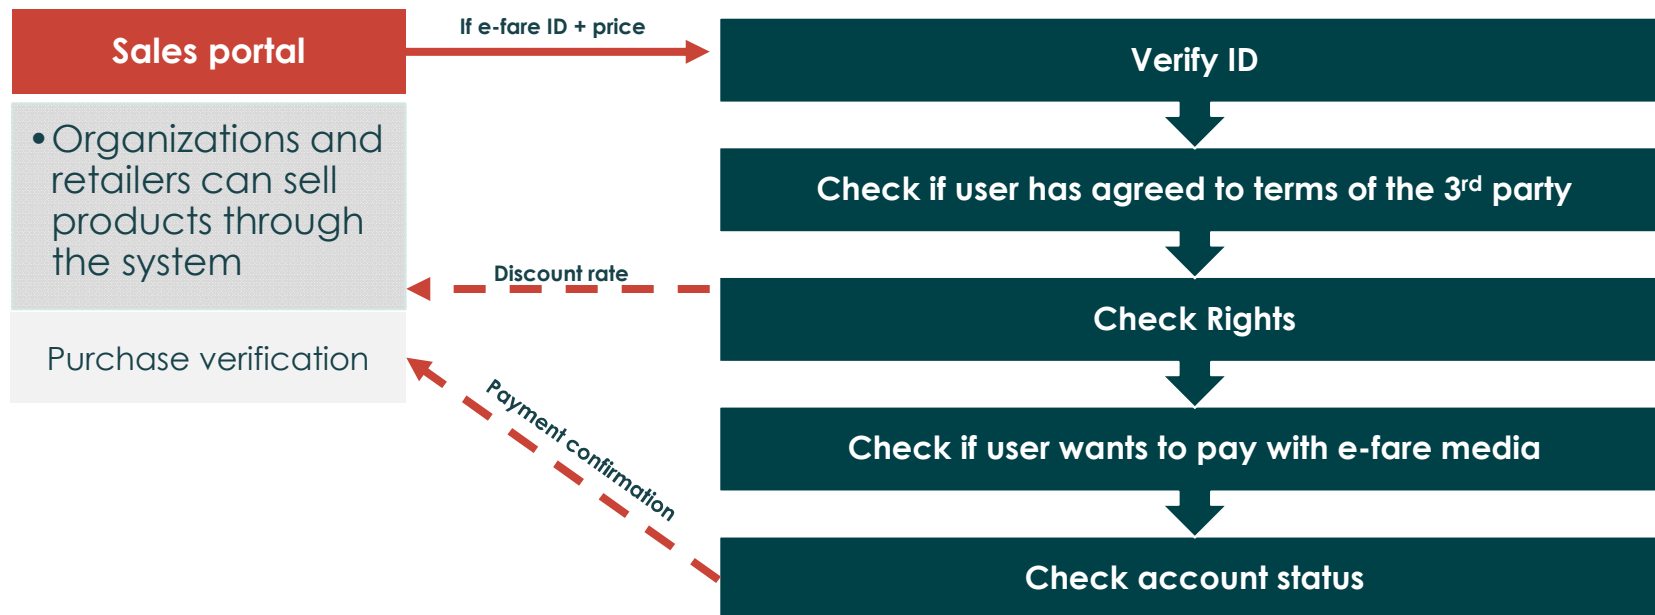 Sales portal
• Organizations and
retailers can sell
products through
the system
Purchase verification
If e-fare ID + price
Discount rate
Payment confirmation
Verify ID
Check if user has agreed to terms of the 3rd party
Check Rights
Check if user wants to pay with e-fare media
Check account status